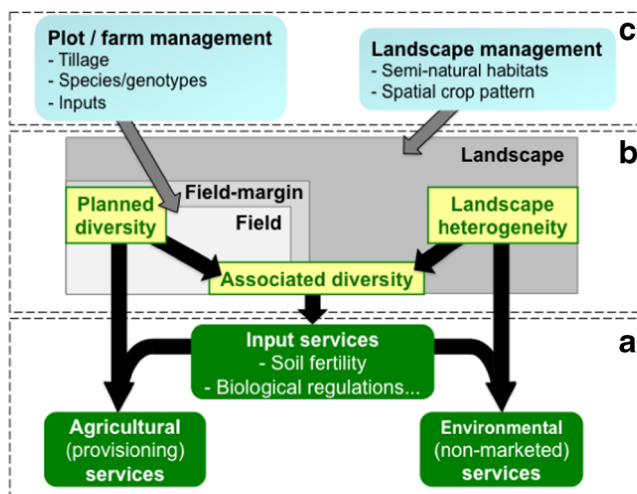 Plot / farm management
- Tillage
- Species/genotypes
- Inputs
Landscape management
- Semi-natural habitats
- Spatial crop pattern
c
b
Landscape
Field-margin
Field
Planned
diversity
Landscape
heterogeneity
Associated diversity
a
Input services
- Soil fertility
- Biological regulations...
Agricultural
(provisioning)
services
Environmental
(non-marketed)
services